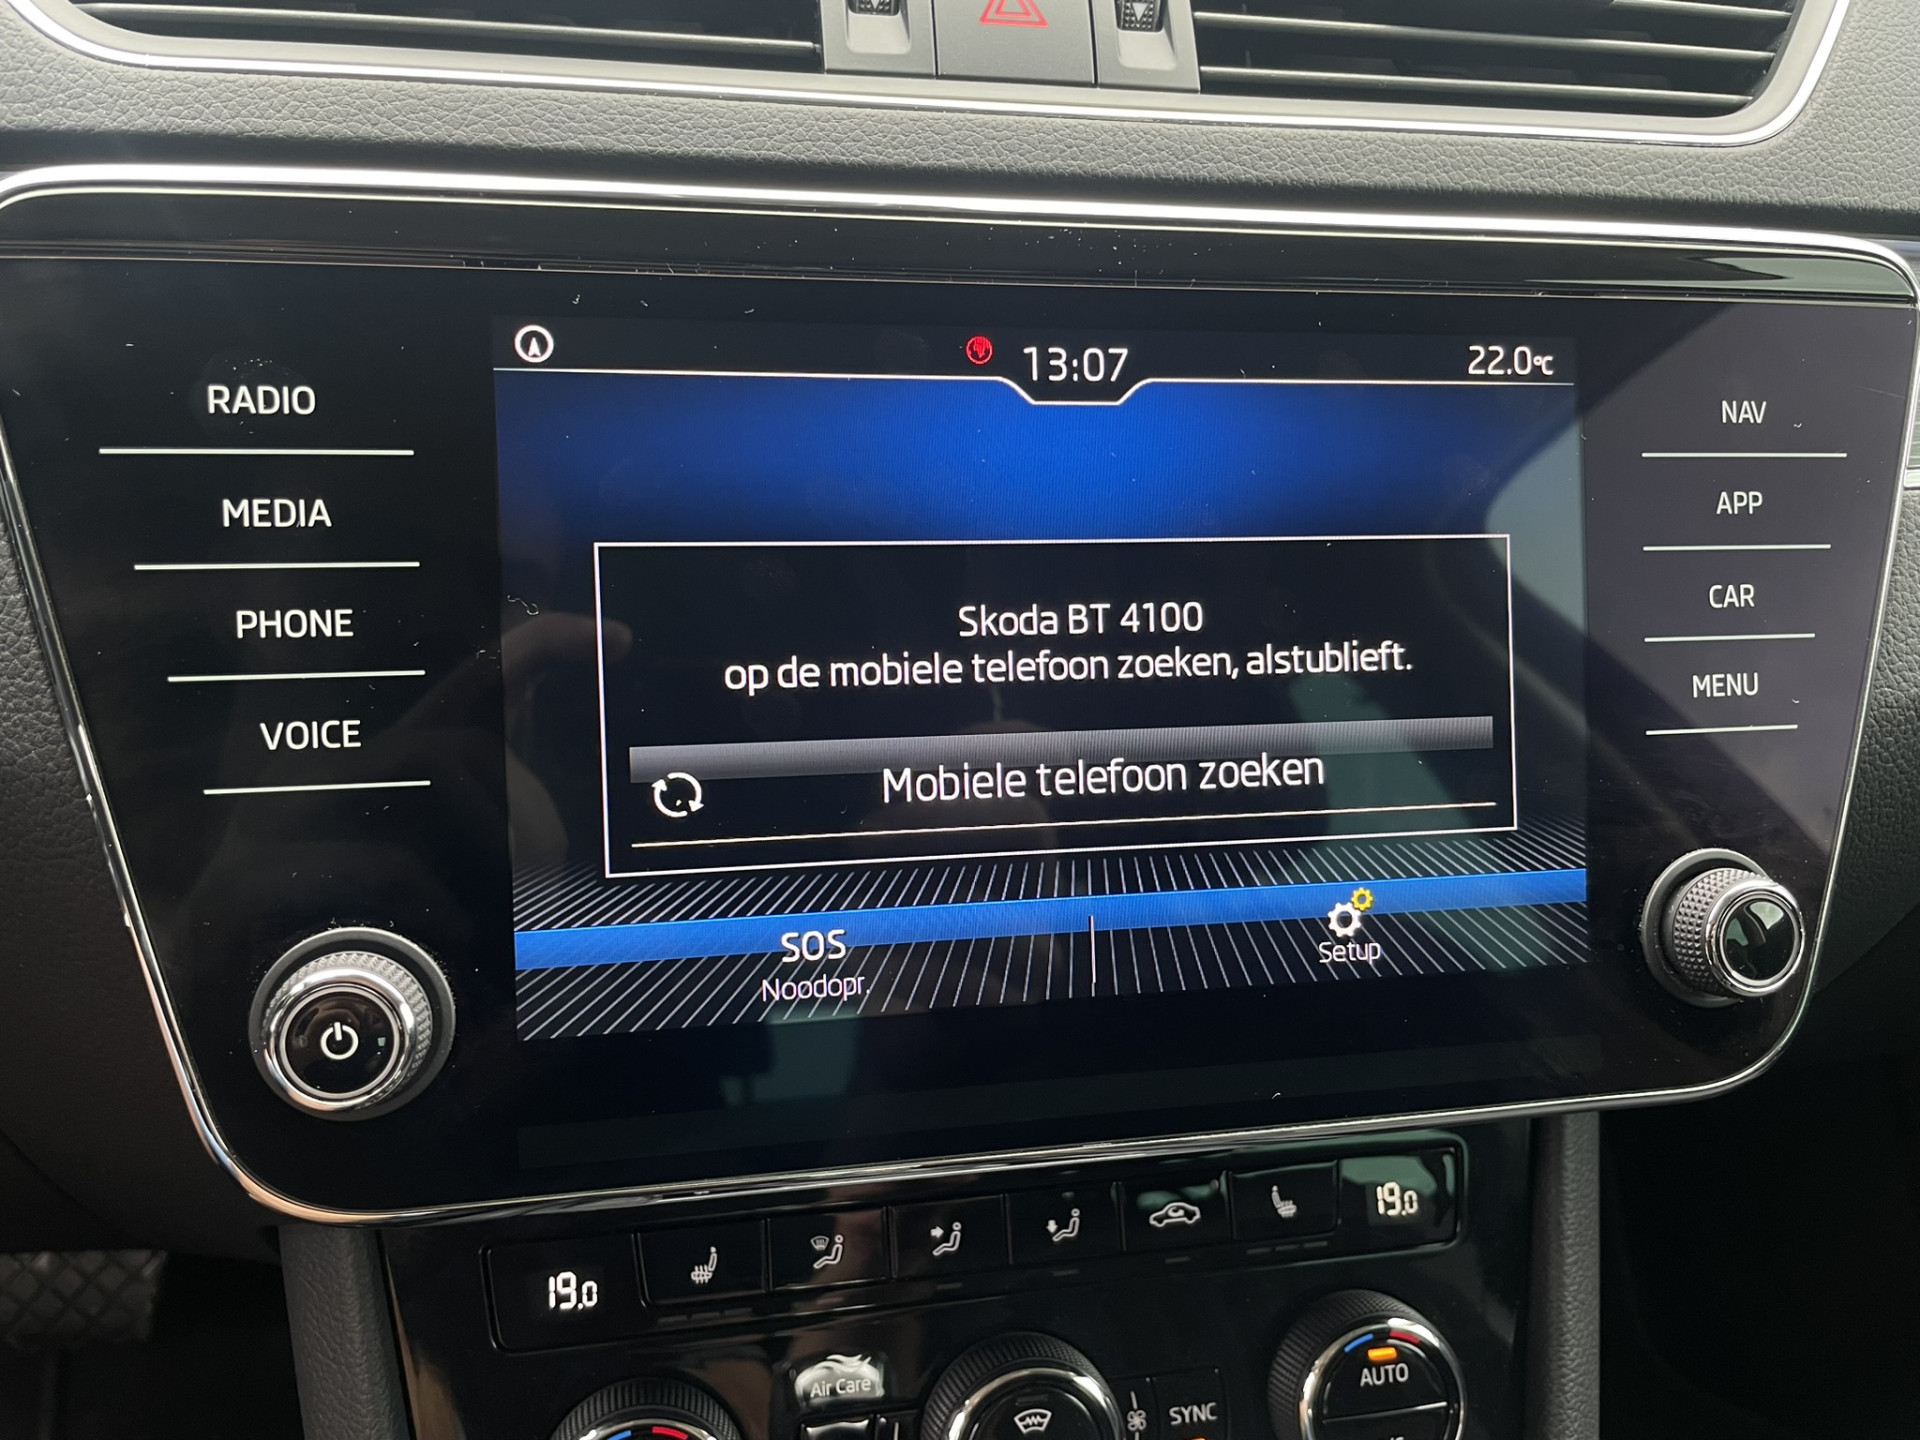 13:07
22.0°C
RADIO
MEDIA
PHONE
VOICE
NAV
APP
CAR
MENU
Skoda BT 4100
op de mobiele telefoon zoeken, alstublieft.
Mobiele telefoon zoeken
SOS
Noodopr.
Setup
19.0
19.0
Air Care
SYNC
AUTO